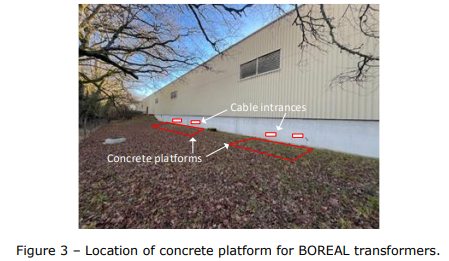 Cable intrances
Concrete platforms
Figure 3 – Location of concrete platform for BOREAL transformers.